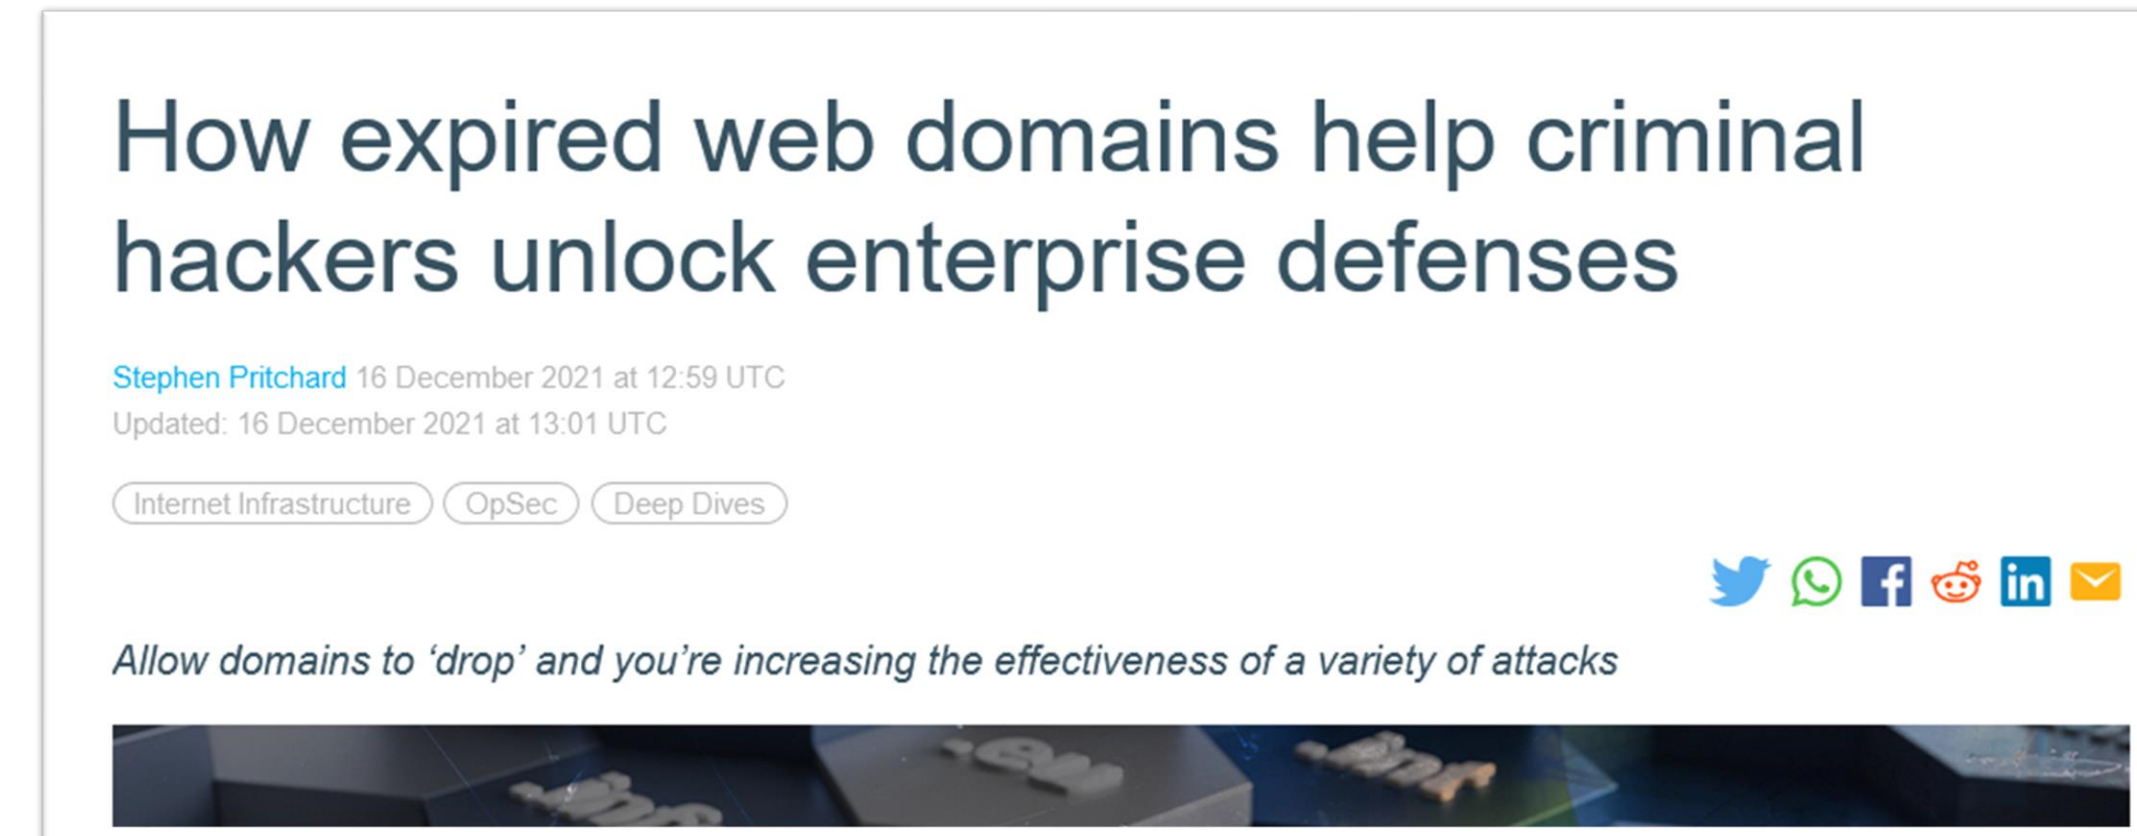 How expired web domains help criminal
hackers unlock enterprise defenses
Stephen Pritchard 16 December 2021 at 12:59 UTC
Updated: 16 December 2021 at 13:01 UTC
Internet Infrastructure OpSec Deep Dives
Allow domains to ‘drop’ and you’re increasing the effectiveness of a variety of attacks